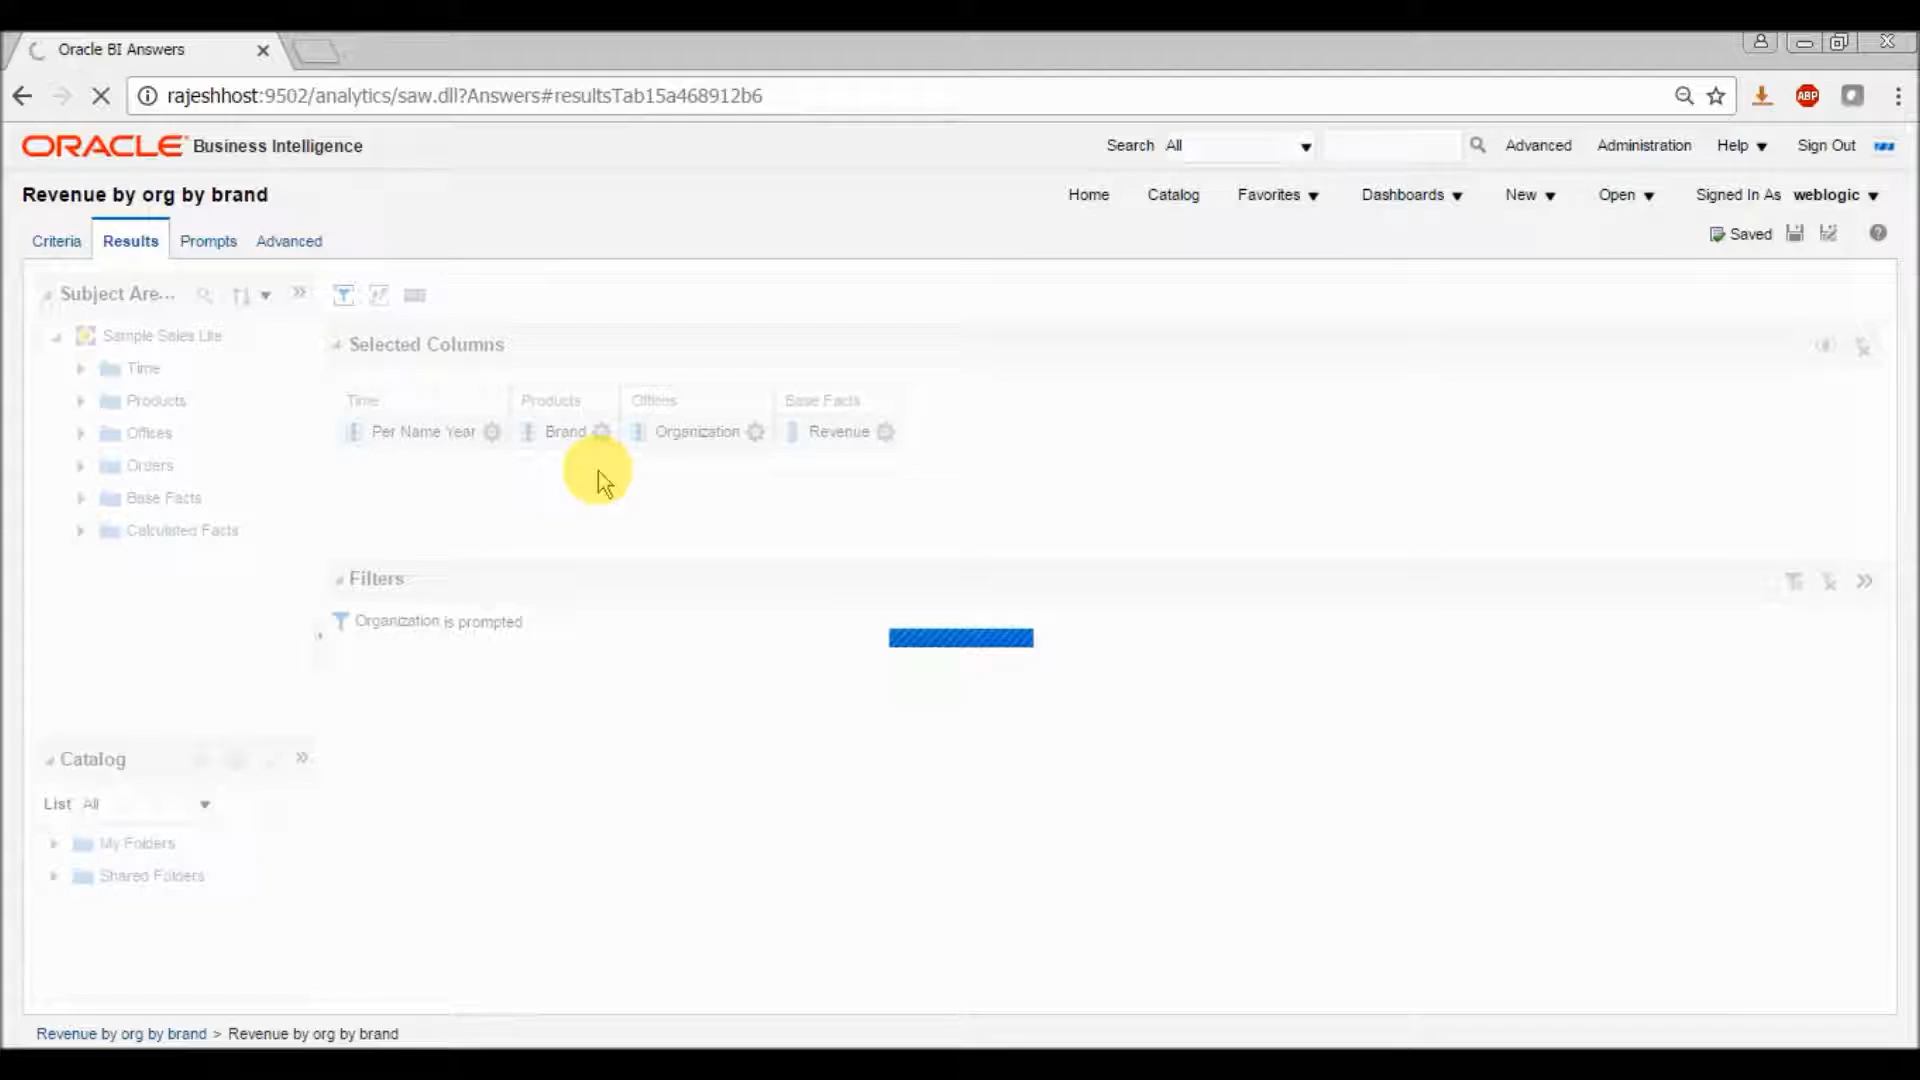 Oracle BI Answers
rajeshhost:9502/analytics/saw.dll?Answers#resultsTab15a468912b6
ABP
ORACLE Business Intelligence
Search All Advanced Administration Help Sign Out
Revenue by org by brand
Home Catalog Favorites Dashboards New Open Signed In As weblogic
Criteria Results Prompts Advanced
Saved
Subject Are...
Sample Sales Lite
Time
Products
Offices
Orders
Base Facts
Calculated Facts
Selected Columns
Time Products Offices Base Facts
Per Name Year Brand Organization Revenue
Filters
Organization is prompted
Catalog
List All
My Folders
Shared Folders
Revenue by org by brand > Revenue by org by brand